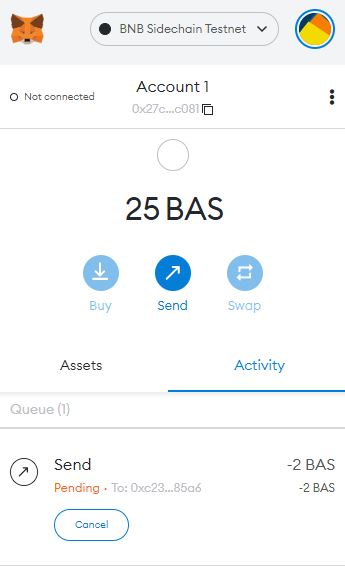 BNB Sidechain Testnet
Not connected
Account 1
0x27c...c081
25 BAS
Buy Send Swap
Assets Activity
Queue (1)
Send -2 BAS
Pending · To: 0xc23...85a6 -2 BAS
Cancel